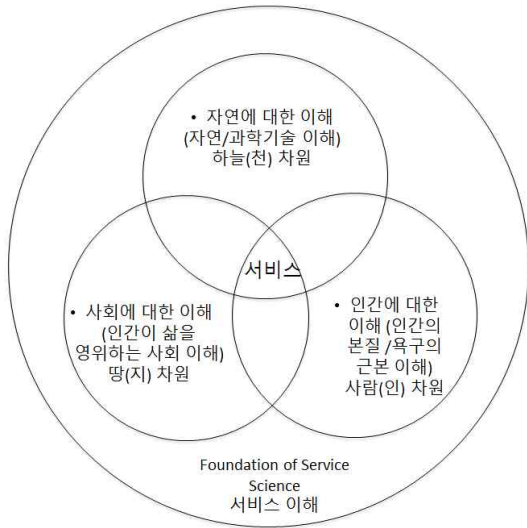 • 자연에 대한 이해
(자연/과학기술 이해)
하늘(천) 차원
서비스
• 사회에 대한 이해
(인간이 삶을
영위하는 사회 이해)
땅(지) 차원
• 인간에 대한
이해 (인간의
본질 /욕구의
근본 이해)
사람(인) 차원
Foundation of Service
Science
서비스 이해